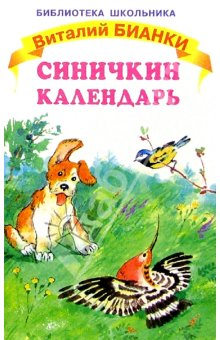 БИБЛИОТЕКА ШКОЛЬНИКА
Виталий БИАНКИ
СИНИЧКИН
КАЛЕНДАРЬ